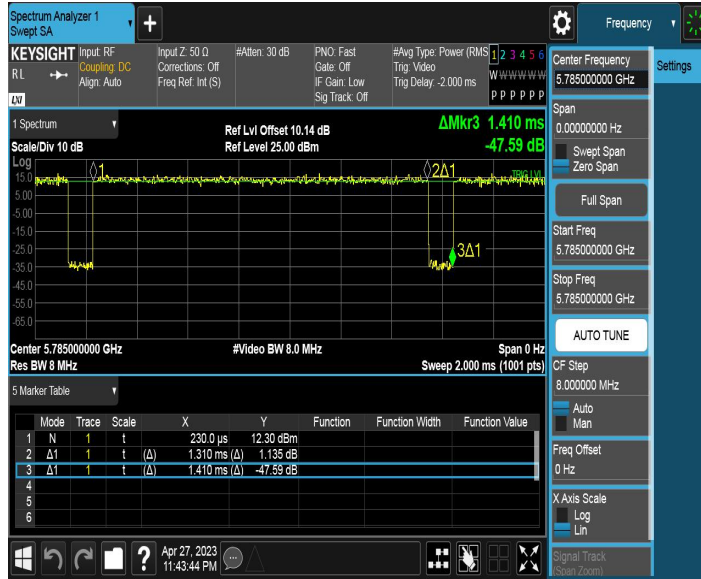 Spectrum Analyzer 1
Swept SA
+
Frequency
KEYSIGHT
RL
LXI
Input: RF
Coupling: DC
Align: Auto
Input Z: 50 Ω
Corrections: Off
Freq Ref: Int (S)
#Atten: 30 dB
PNO: Fast
Gate: Off
IF Gain: Low
Sig Track: Off
#Avg Type: Power (RMS
Trig: Video
Trig Delay: -2.000 ms
1 2 3 4 5 6
W W W W W W
P P P P P P
1 Spectrum
Scale/Div 10 dB
Ref Lvl Offset 10.14 dB
Ref Level 25.00 dBm
ΔMkr3 1.410 ms
-47.59 dB
Log
15.0
5.00
-5.00
-15.0
-25.0
-35.0
-45.0
-55.0
-65.0
1
2Δ1
TRIG LVL
3Δ1
Center 5.785000000 GHz
#Video BW 8.0 MHz
Span 0 Hz
Res BW 8 MHz
Sweep 2.000 ms (1001 pts)
5 Marker Table
Mode Trace Scale X Y Function Function Width Function Value
1 N 1 t 230.0 µs 12.30 dBm
2 Δ1 1 t (Δ) 1.310 ms (Δ) 1.135 dB
3 Δ1 1 t (Δ) 1.410 ms (Δ) -47.59 dB
4
5
6
?
Apr 27, 2023
11:43:44 PM
Settings
Center Frequency
5.785000000 GHz
Span
0.00000000 Hz
Swept Span
Zero Span
Full Span
Start Freq
5.785000000 GHz
Stop Freq
5.785000000 GHz
AUTO TUNE
CF Step
8.000000 MHz
Auto
Man
Freq Offset
0 Hz
X Axis Scale
Log
Lin
Signal Track
(Span Zoom)